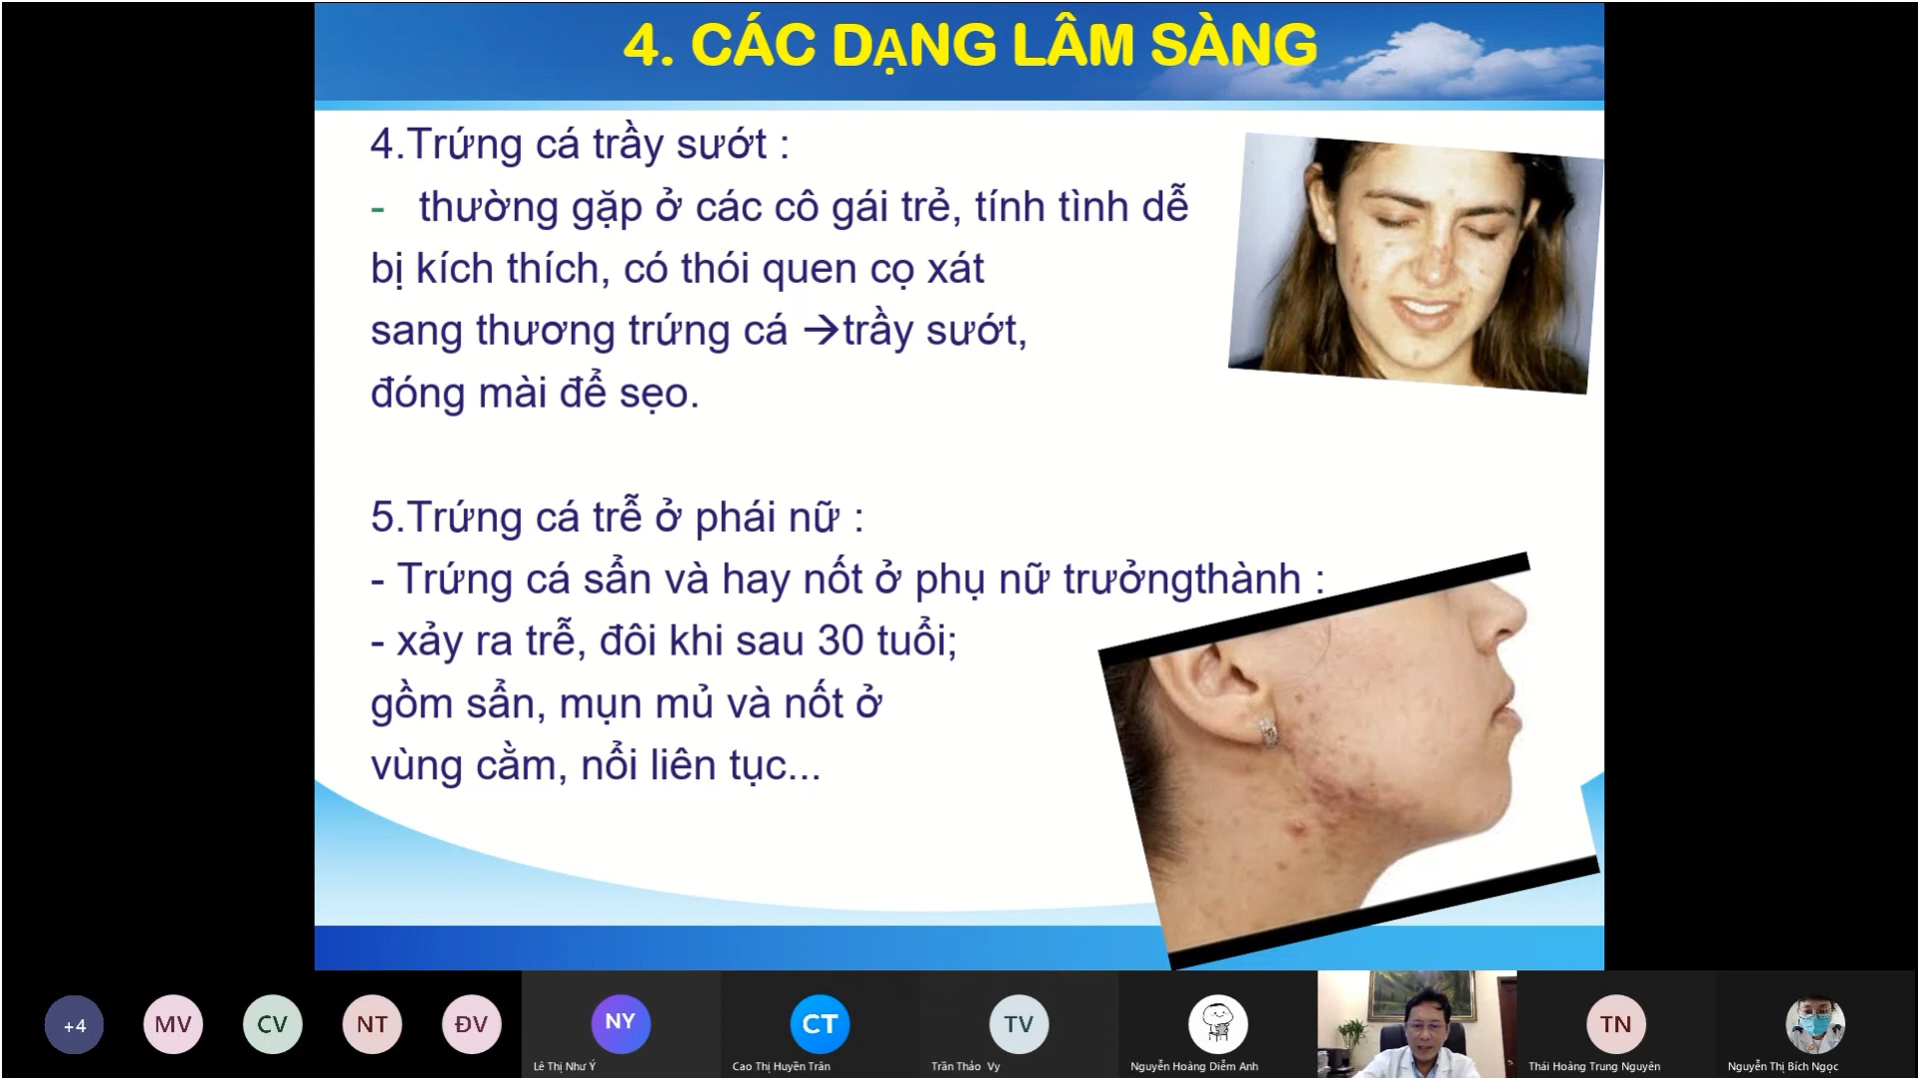 4. CÁC DẠNG LÂM SÀNG
4.Trứng cá trầy sướt :
- thường gặp ở các cô gái trẻ, tính tình dễ
bị kích thích, có thói quen cọ xát
sang thương trứng cá →trầy sướt,
đóng mài để sẹo.
5.Trứng cá trễ ở phái nữ :
- Trứng cá sẩn và hay nốt ở phụ nữ trưởngthành :
- xảy ra trễ, đôi khi sau 30 tuổi;
gồm sẩn, mụn mủ và nốt ở
vùng cằm, nổi liên tục...
+4
MV
CV
NT
ĐV
NY
Lê Thị Như Ý
CT
Cao Thị Huyền Trân
TV
Trần Thảo Vy
Nguyễn Hoàng Diễm Anh
TN
Thái Hoàng Trung Nguyên
Nguyễn Thị Bích Ngọc